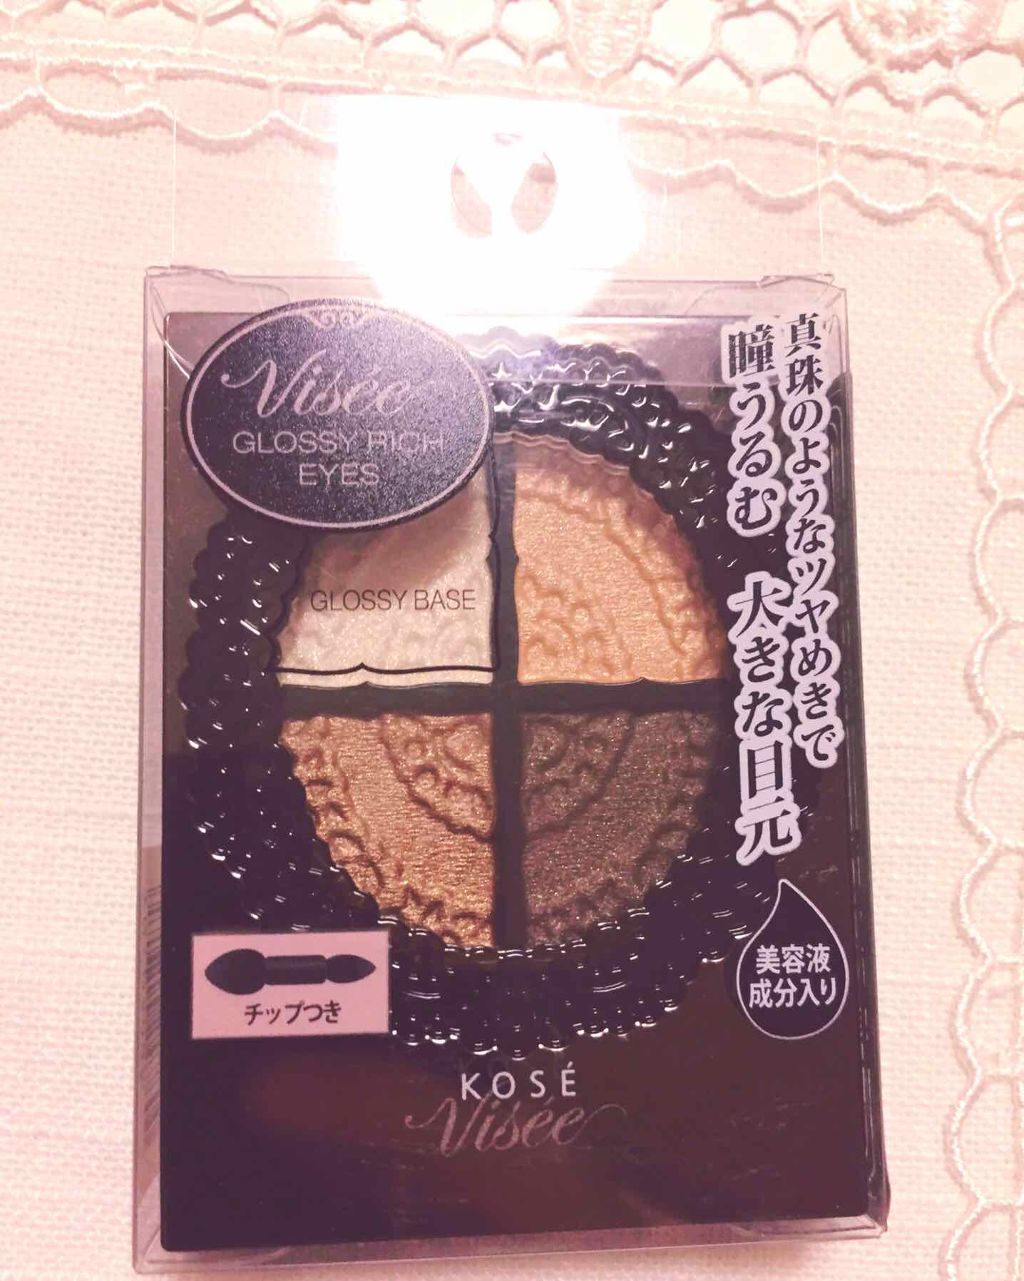 Visée
GLOSSY RICH
EYES
真珠のようなツヤめきで
瞳うるむ 大きな目元
GLOSSY BASE
美容液
成分入り
チップつき
KOSÉ
Visée